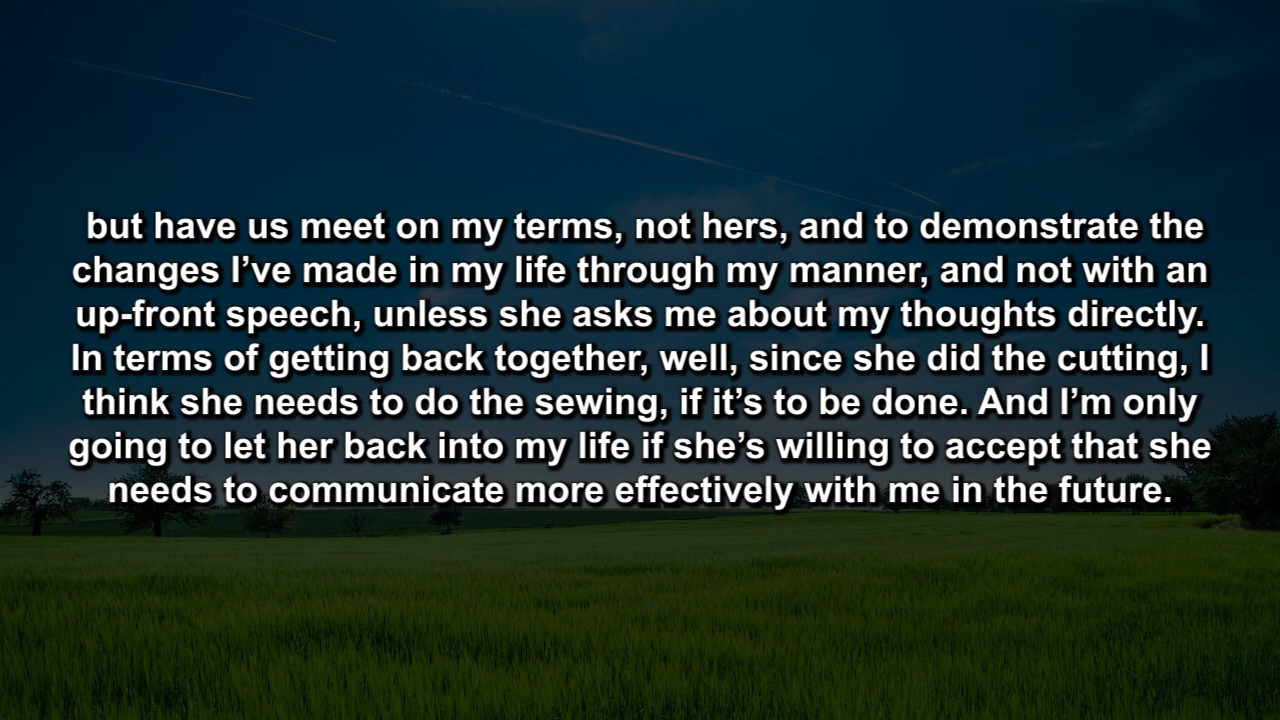 but have us meet on my terms, not hers, and to demonstrate the
changes I’ve made in my life through my manner, and not with an
up-front speech, unless she asks me about my thoughts directly.
In terms of getting back together, well, since she did the cutting, I
think she needs to do the sewing, if it’s to be done. And I’m only
going to let her back into my life if she’s willing to accept that she
needs to communicate more effectively with me in the future.